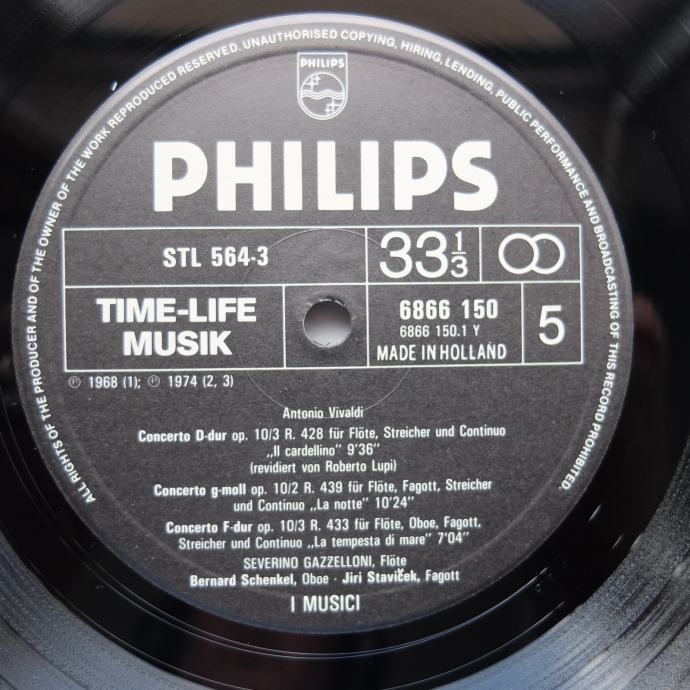 ALL RIGHTS OF THE PRODUCER AND OF THE OWNER OF THE WORK REPRODUCED RESERVED. UNAUTHORISED COPYING, HIRING, LENDING, PUBLIC PERFORMANCE AND BROADCASTING OF THIS RECORD PROHIBITED.
PHILIPS
PHILIPS
STL 564-3
33⅓
TIME-LIFE
MUSIK
6866 150
6866 150.1 Y
MADE IN HOLLAND
5
℗ 1968 (1); ℗ 1974 (2, 3)
Antonio Vivaldi
Concerto D-dur op. 10/3 R. 428 für Flöte, Streicher und Continuo
„Il cardellino" 9'36"
(revidiert von Roberto Lupi)
Concerto g-moll op. 10/2 R. 439 für Flöte, Fagott, Streicher
und Continuo „La notte" 10'24"
Concerto F-dur op. 10/3 R. 433 für Flöte, Oboe, Fagott,
Streicher und Continuo „La tempesta di mare" 7'04"
SEVERINO GAZZELLONI, Flöte
Bernard Schenkel, Oboe · Jiri Staviček, Fagott
I MUSICI